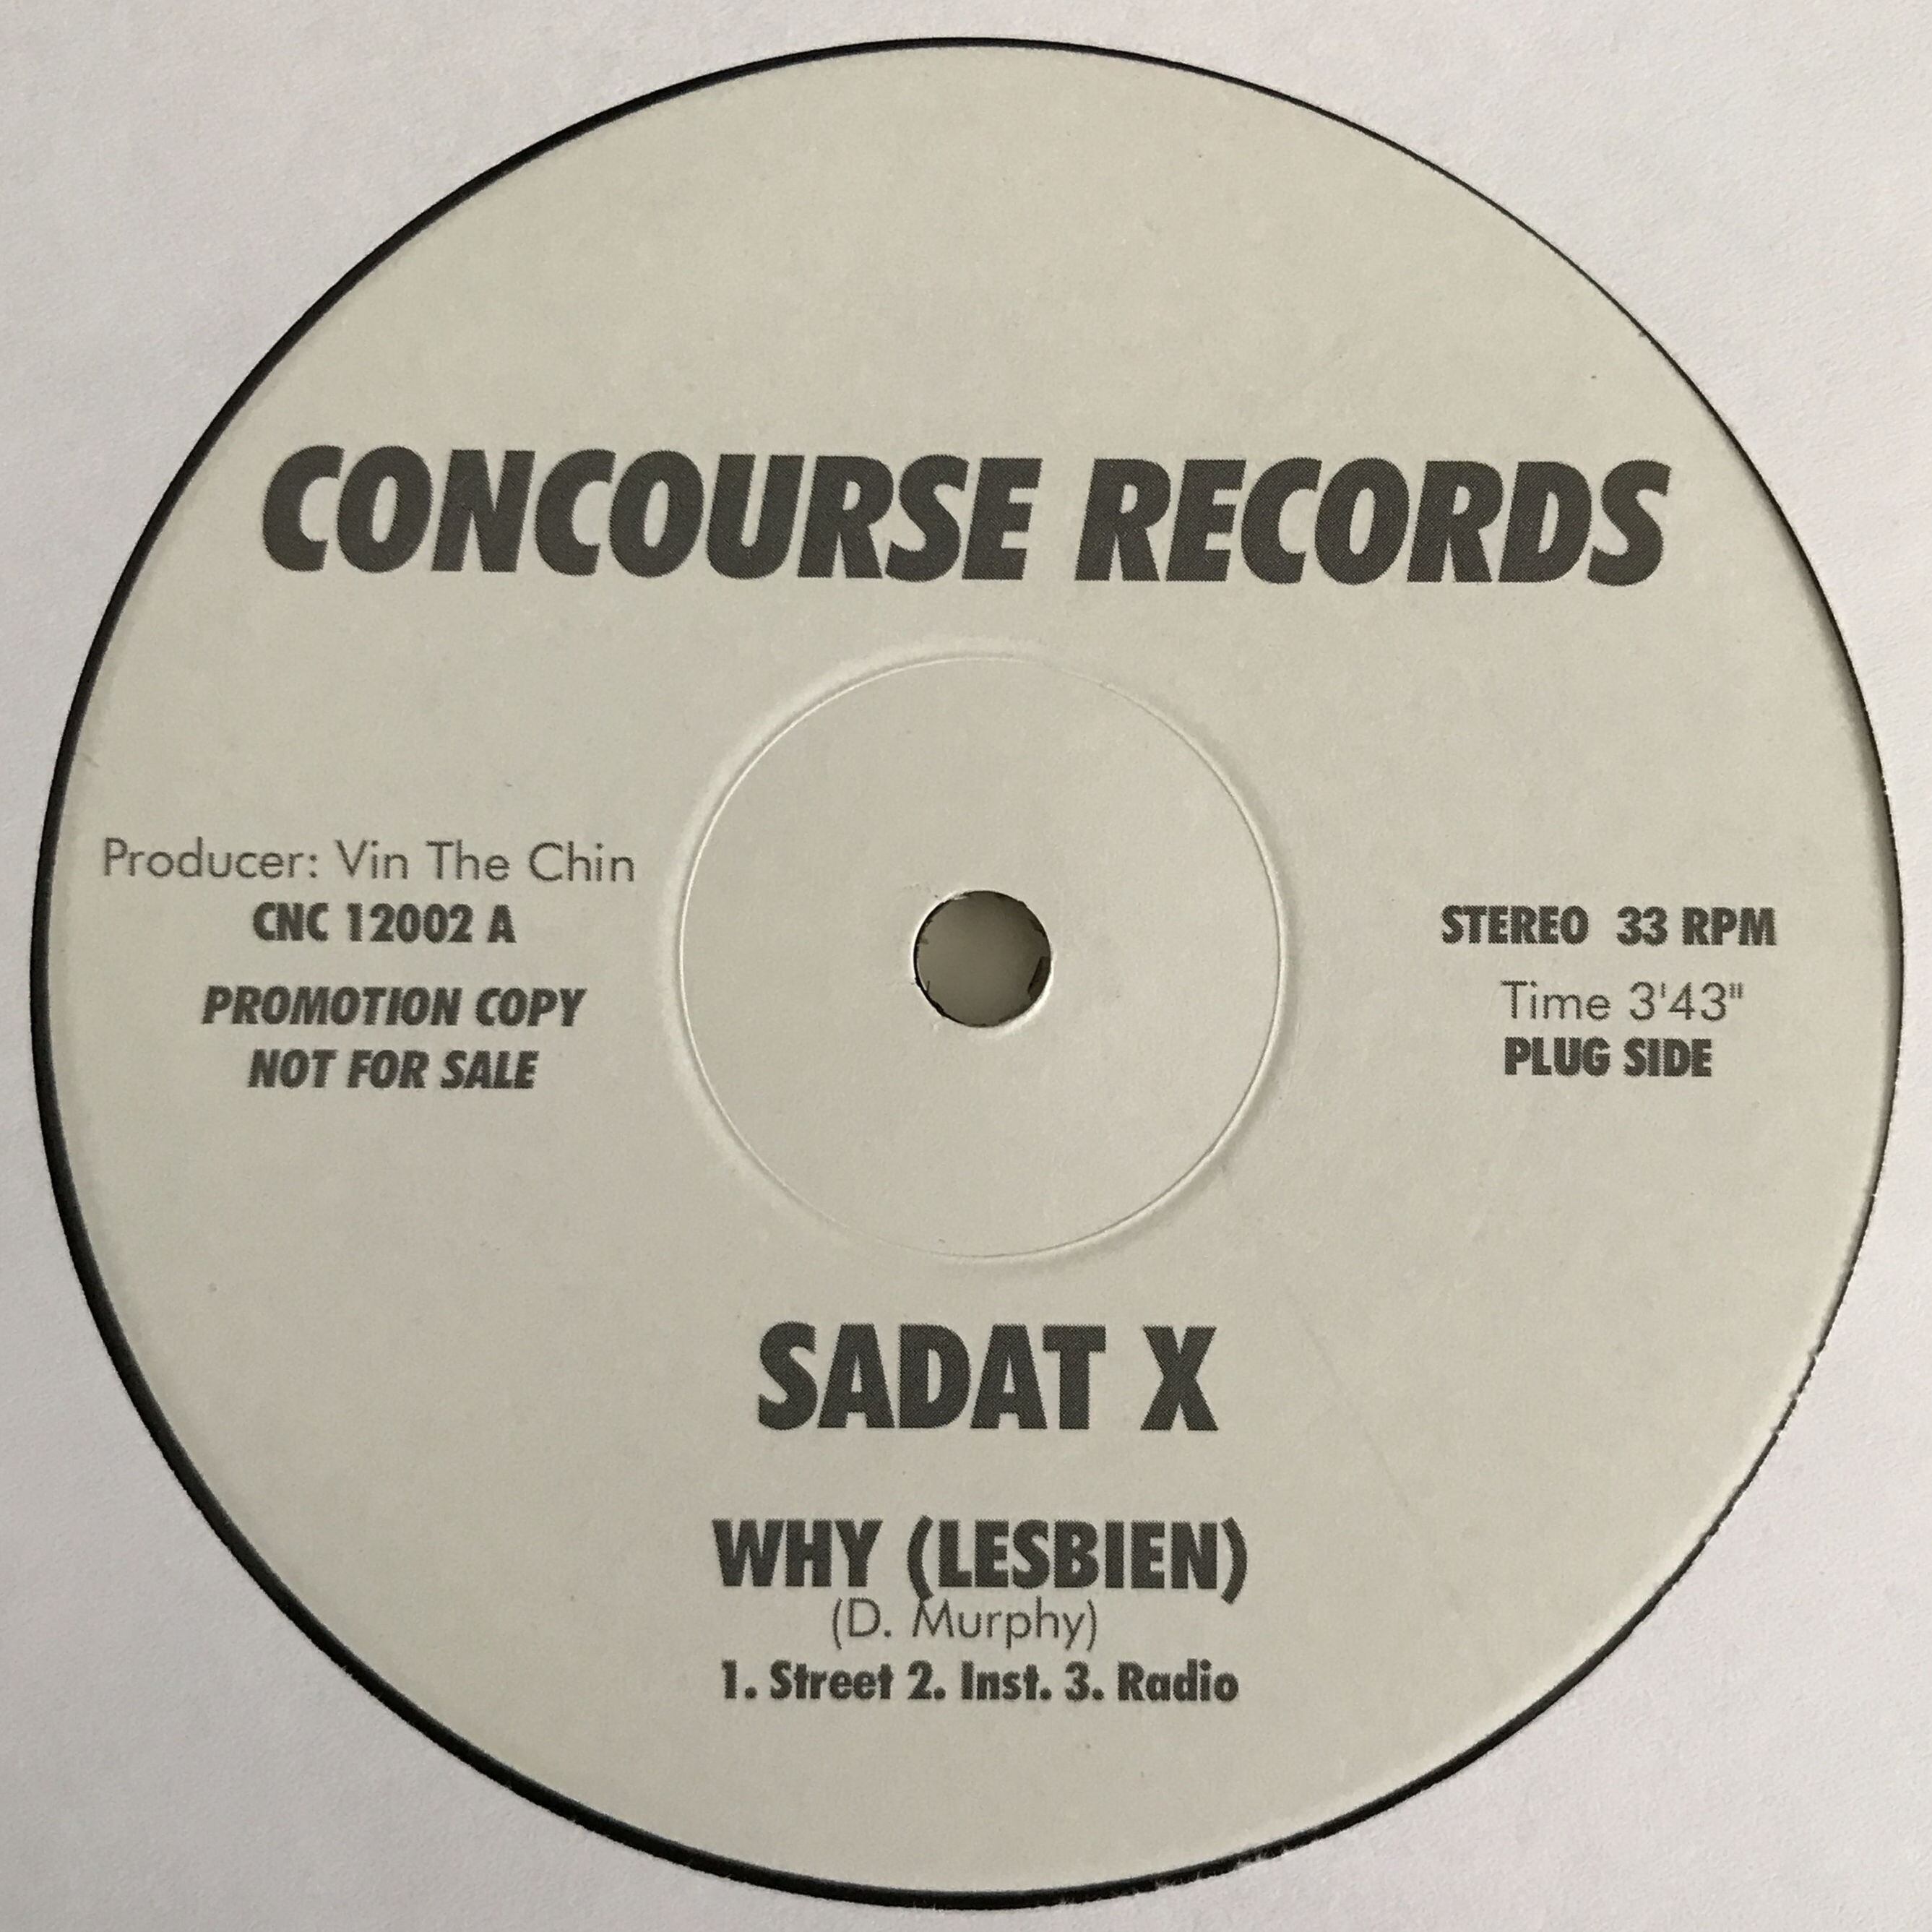 CONCOURSE RECORDS
Producer: Vin The Chin
CNC 12002 A
PROMOTION COPY
NOT FOR SALE
STEREO 33 RPM
Time 3'43"
PLUG SIDE
SADAT X
WHY (LESBIEN)
(D. Murphy)
1. Street 2. Inst. 3. Radio